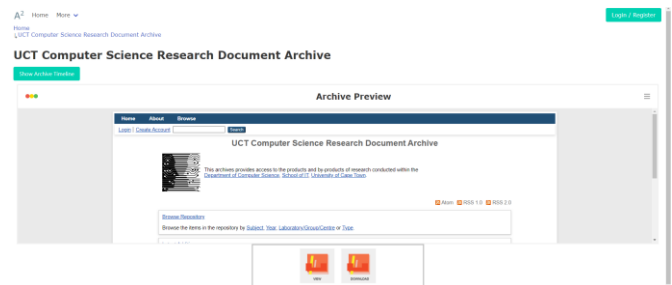 A² Home More
Login / Register
Home
UCT Computer Science Research Document Archive
UCT Computer Science Research Document Archive
Show Archive Timeline
Archive Preview
Home About Browse
Login | Create Account Search
UCT Computer Science Research Document Archive
This archives provides access to the products and by-products of research conducted within the
Department of Computer Science, School of IT, University of Cape Town.
Atom RSS 1.0 RSS 2.0
Browse Repository
Browse the items in the repository by Subject, Year, Laboratory/Group/Centre or Type.
VIEW DOWNLOAD